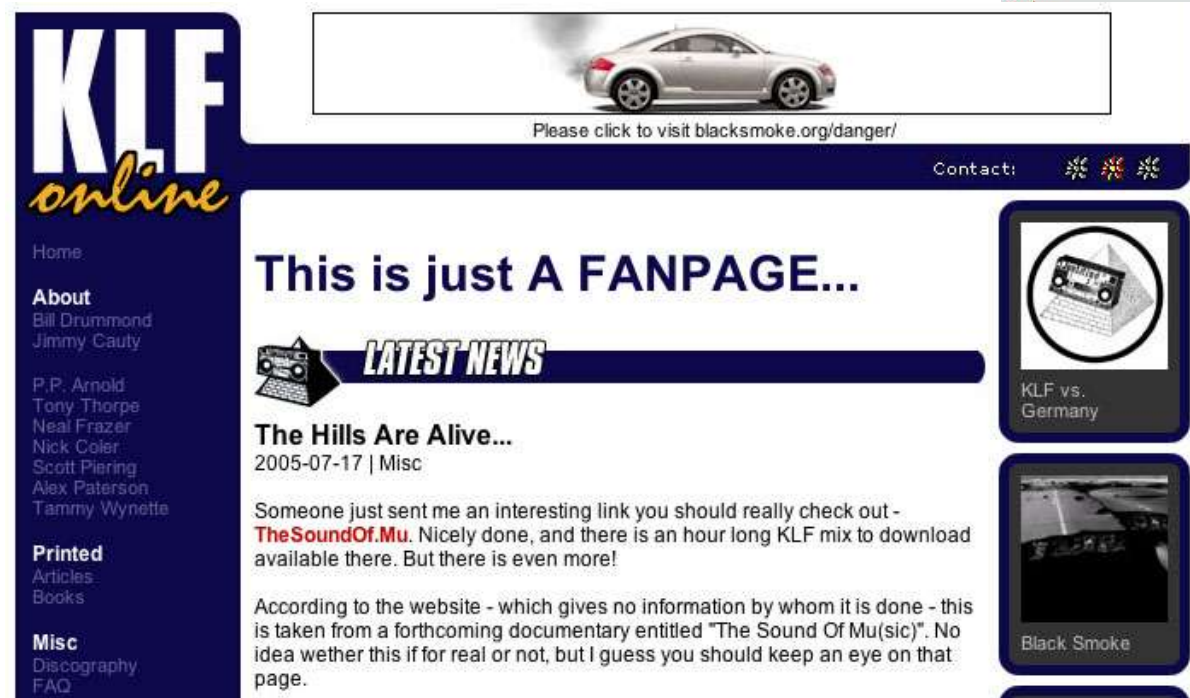 KLF
online
Please click to visit blacksmoke.org/danger/
Contact:
Home
About
Bill Drummond
Jimmy Cauty
P.P. Arnold
Tony Thorpe
Neal Frazer
Nick Coler
Scott Piering
Alex Paterson
Tammy Wynette
Printed
Articles
Books
Misc
Discography
FAQ
This is just A FANPAGE...
LATEST NEWS
The Hills Are Alive...
2005-07-17 | Misc
Someone just sent me an interesting link you should really check out -
TheSoundOf.Mu. Nicely done, and there is an hour long KLF mix to download
available there. But there is even more!
According to the website - which gives no information by whom it is done - this
is taken from a forthcoming documentary entitled "The Sound Of Mu(sic)". No
idea wether this if for real or not, but I guess you should keep an eye on that
page.
KLF vs.
Germany
Black Smoke